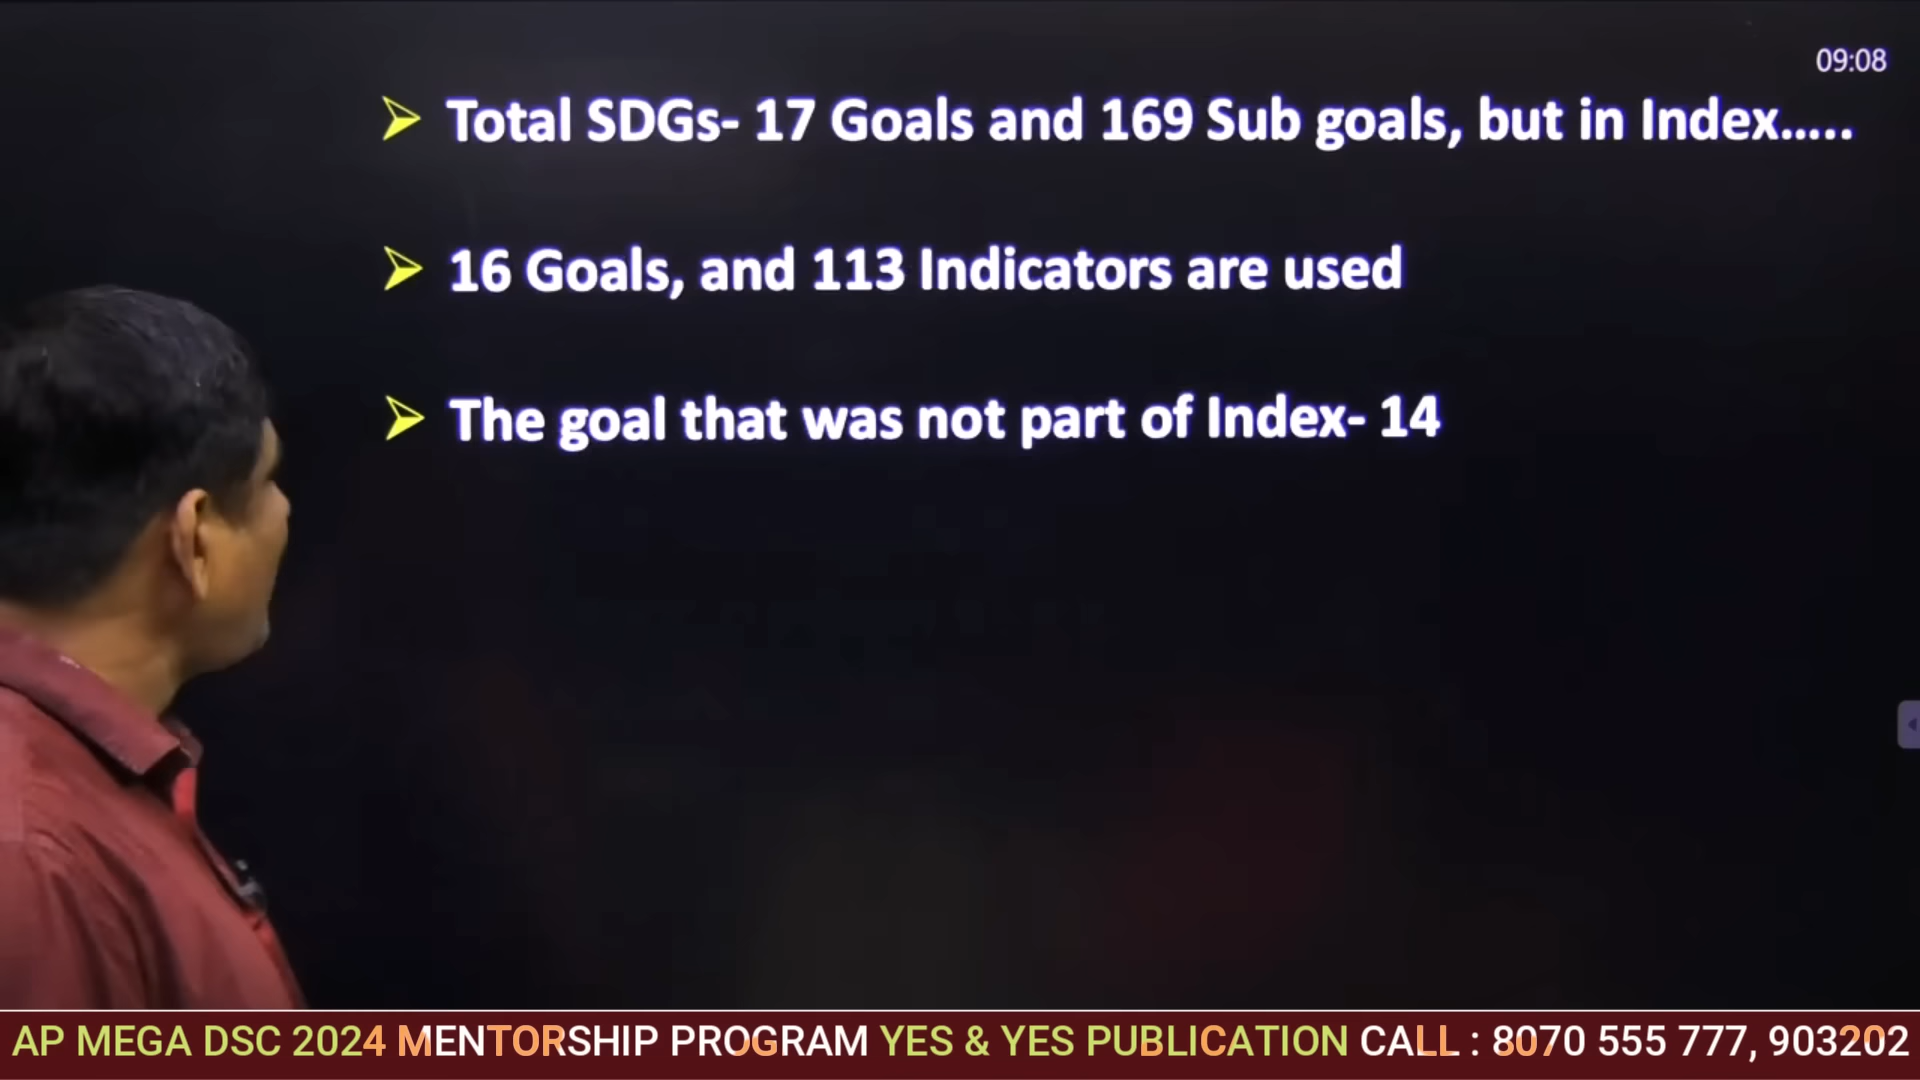 09:08
Total SDGs- 17 Goals and 169 Sub goals, but in Index.....
16 Goals, and 113 Indicators are used
The goal that was not part of Index- 14
AP MEGA DSC 2024 MENTORSHIP PROGRAM YES & YES PUBLICATION CALL : 8070 555 777, 903202